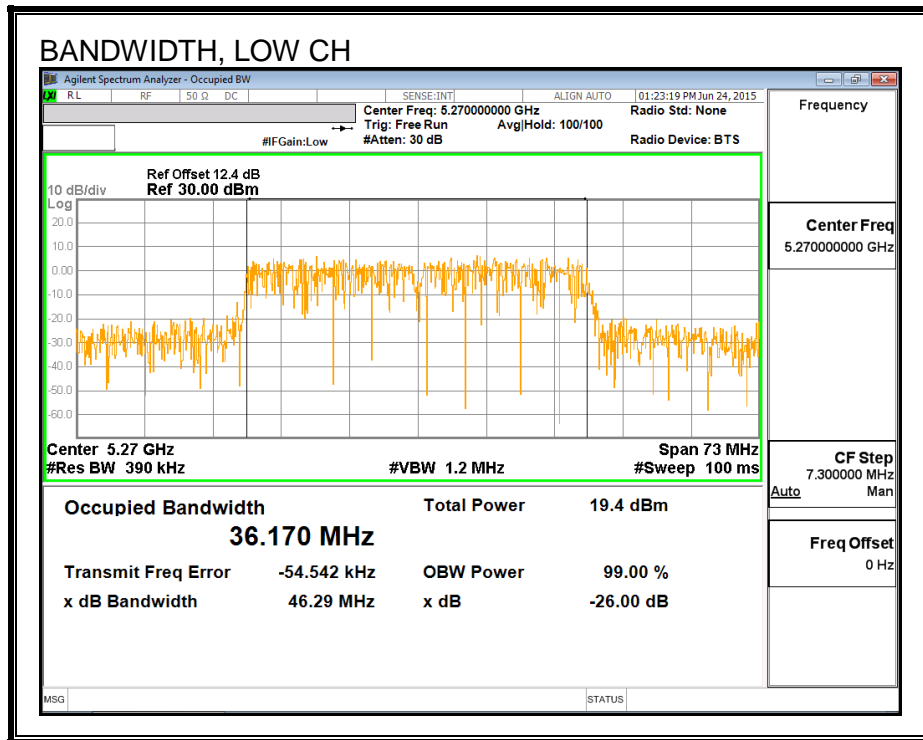 BANDWIDTH, LOW CH
Agilent Spectrum Analyzer - Occupied BW
LXI RL RF 50 Ω DC SENSE:INT ALIGN AUTO 01:23:19 PM Jun 24, 2015
Center Freq: 5.270000000 GHz Radio Std: None
Trig: Free Run Avg|Hold: 100/100
#IFGain:Low #Atten: 30 dB Radio Device: BTS
Ref Offset 12.4 dB
10 dB/div Ref 30.00 dBm
Log
20.0
10.0
0.00
-10.0
-20.0
-30.0
-40.0
-50.0
-60.0
Center 5.27 GHz Span 73 MHz
#Res BW 390 kHz #VBW 1.2 MHz #Sweep 100 ms
Occupied Bandwidth Total Power 19.4 dBm
36.170 MHz
Transmit Freq Error -54.542 kHz OBW Power 99.00 %
x dB Bandwidth 46.29 MHz x dB -26.00 dB
MSG STATUS
Frequency
Center Freq
5.270000000 GHz
CF Step
7.300000 MHz
Auto Man
Freq Offset
0 Hz